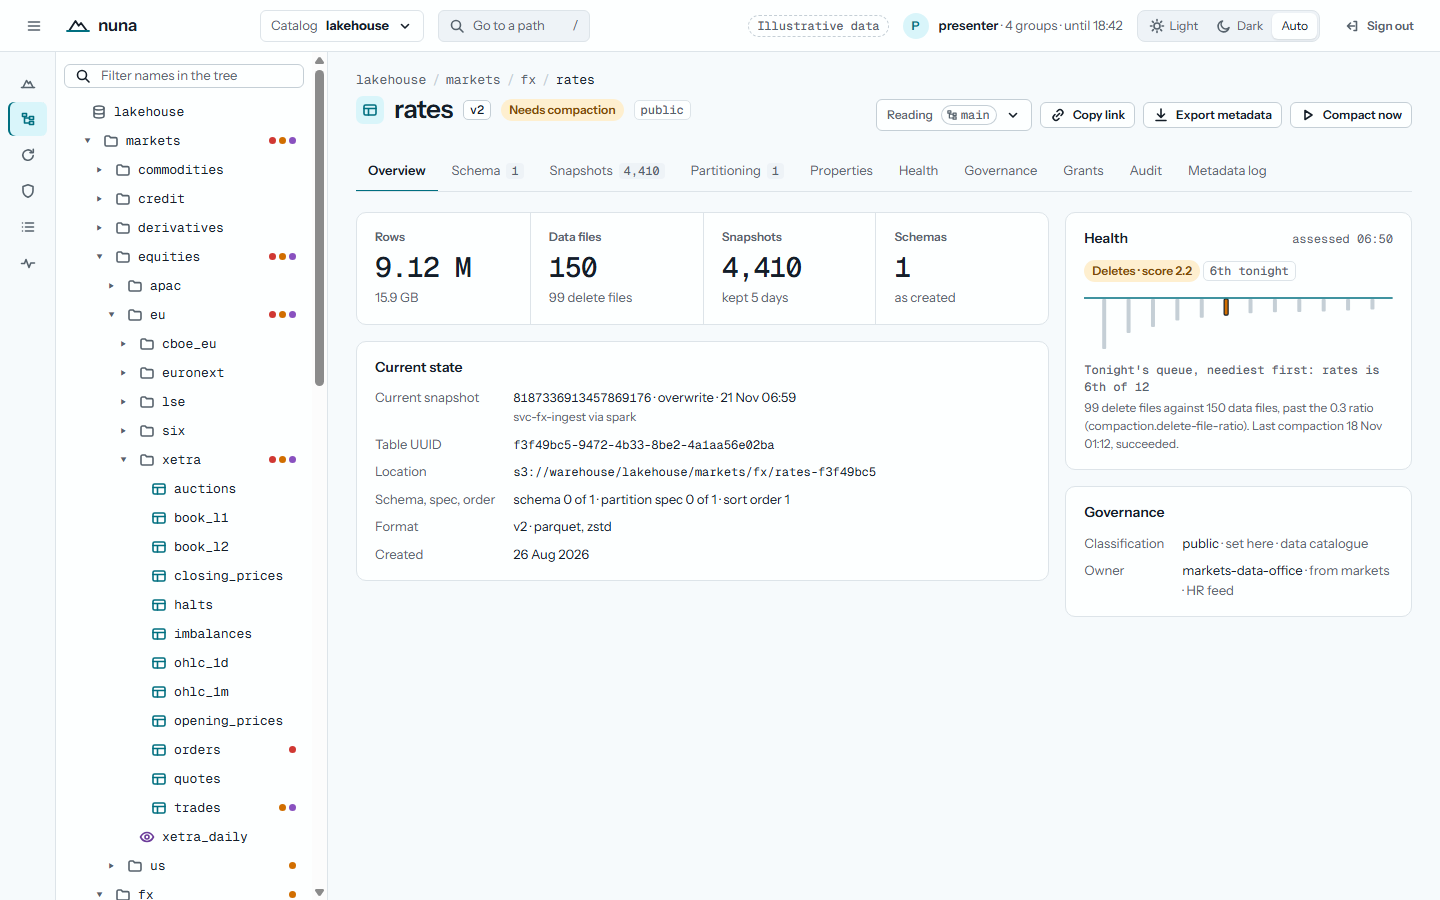 nuna
Catalog lakehouse
Go to a path /
Illustrative data
P presenter · 4 groups · until 18:42
Light Dark Auto
Sign out
Filter names in the tree
lakehouse
markets
commodities
credit
derivatives
equities
apac
eu
cboe_eu
euronext
lse
six
xetra
auctions
book_l1
book_l2
closing_prices
halts
imbalances
ohlc_1d
ohlc_1m
opening_prices
orders
quotes
trades
xetra_daily
us
fx
lakehouse / markets / fx / rates
rates v2 Needs compaction public
Reading main
Copy link
Export metadata
Compact now
Overview Schema 1 Snapshots 4,410 Partitioning 1 Properties Health Governance Grants Audit Metadata log
Rows
9.12 M
15.9 GB
Data files
150
99 delete files
Snapshots
4,410
kept 5 days
Schemas
1
as created
Current state
Current snapshot 8187336913457869176 · overwrite · 21 Nov 06:59
svc-fx-ingest via spark
Table UUID f3f49bc5-9472-4b33-8be2-4a1aa56e02ba
Location s3://warehouse/lakehouse/markets/fx/rates-f3f49bc5
Schema, spec, order schema 0 of 1 · partition spec 0 of 1 · sort order 1
Format v2 · parquet, zstd
Created 26 Aug 2026
Health assessed 06:50
Deletes · score 2.2 6th tonight
Tonight's queue, neediest first: rates is
6th of 12
99 delete files against 150 data files, past the 0.3 ratio
(compaction.delete-file-ratio). Last compaction 18 Nov
01:12, succeeded.
Governance
Classification public · set here · data catalogue
Owner markets-data-office · from markets
· HR feed